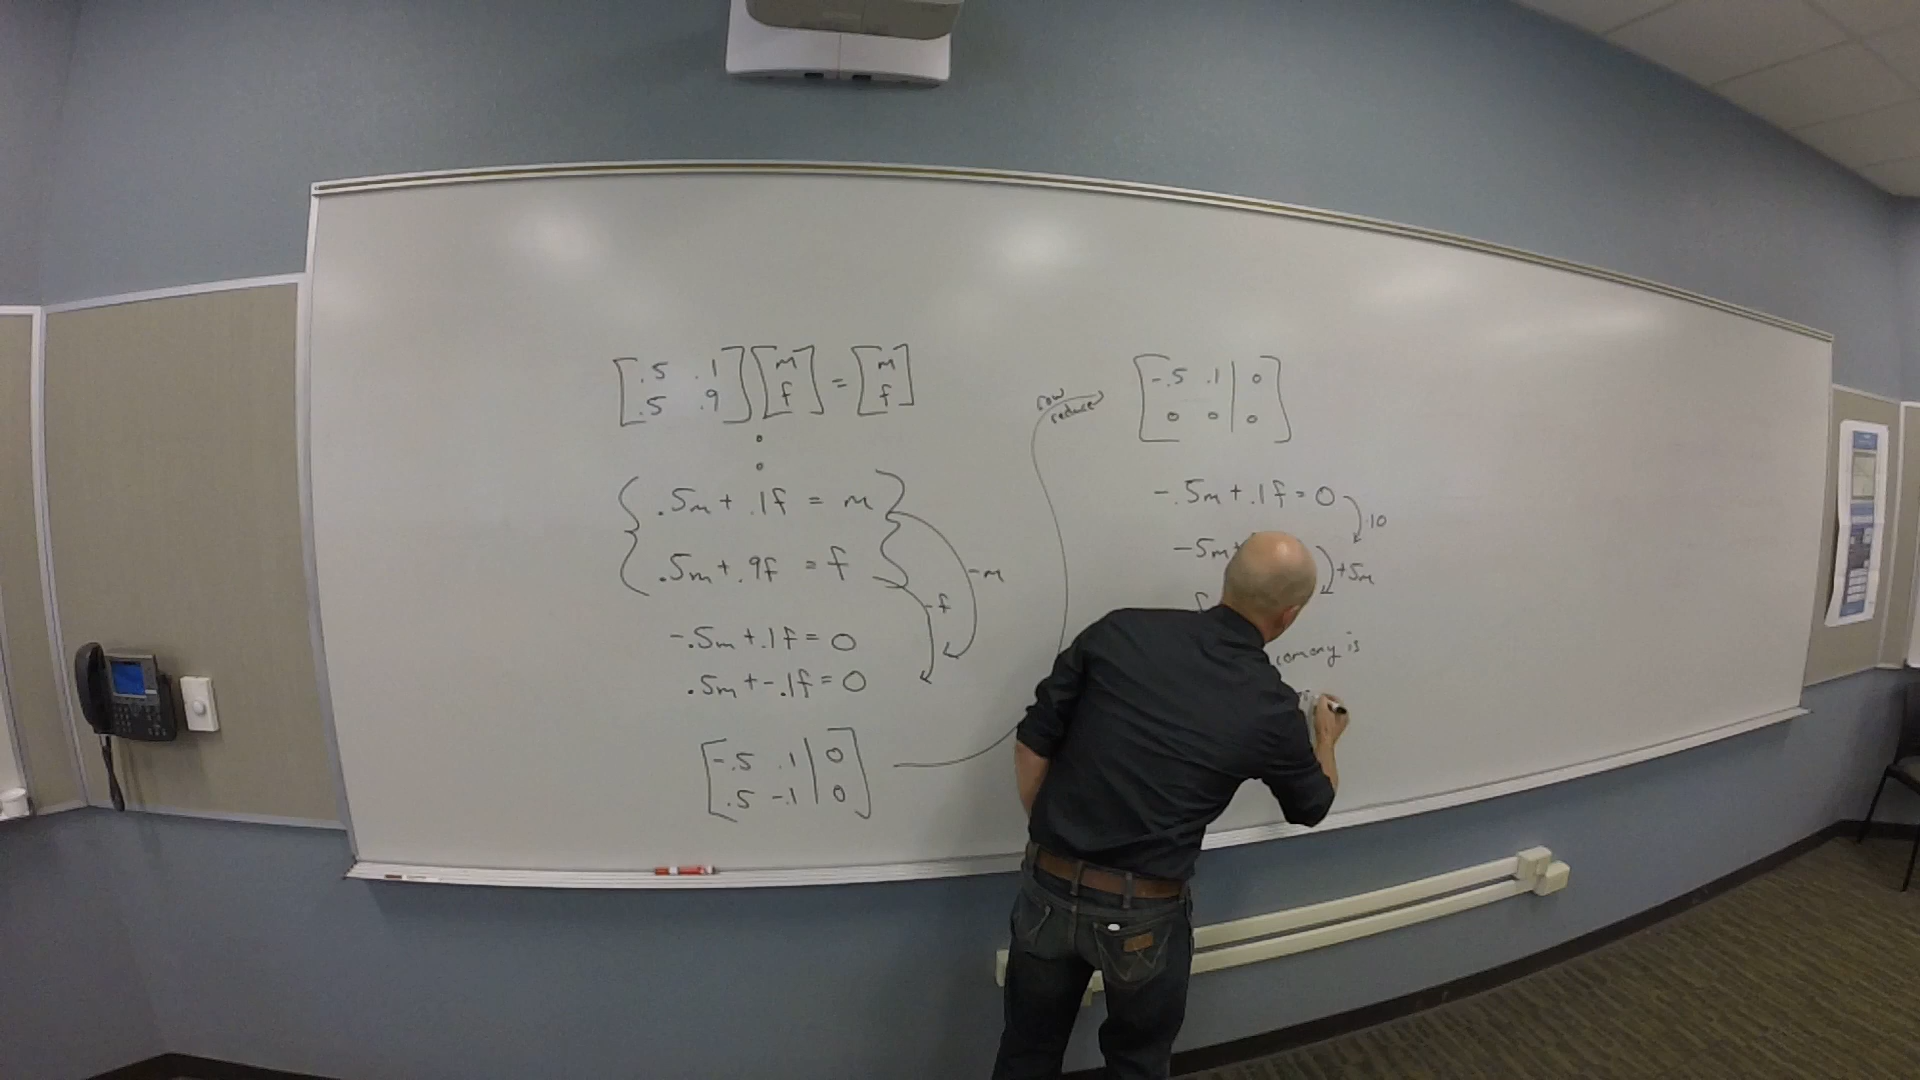 [.5 .1] [m] = [m]
[.5 .9] [f] [f]
.5m + .1f = m
.5m + .9f = f
-m
-f
-.5m + .1f = 0
.5m + -.1f = 0
[-.5 .1 | 0]
[.5 -.1 | 0]
row
reduce
[-.5 .1 | 0]
[0 0 | 0]
-.5m + .1f = 0
·10
-5m+
+5m
f
is